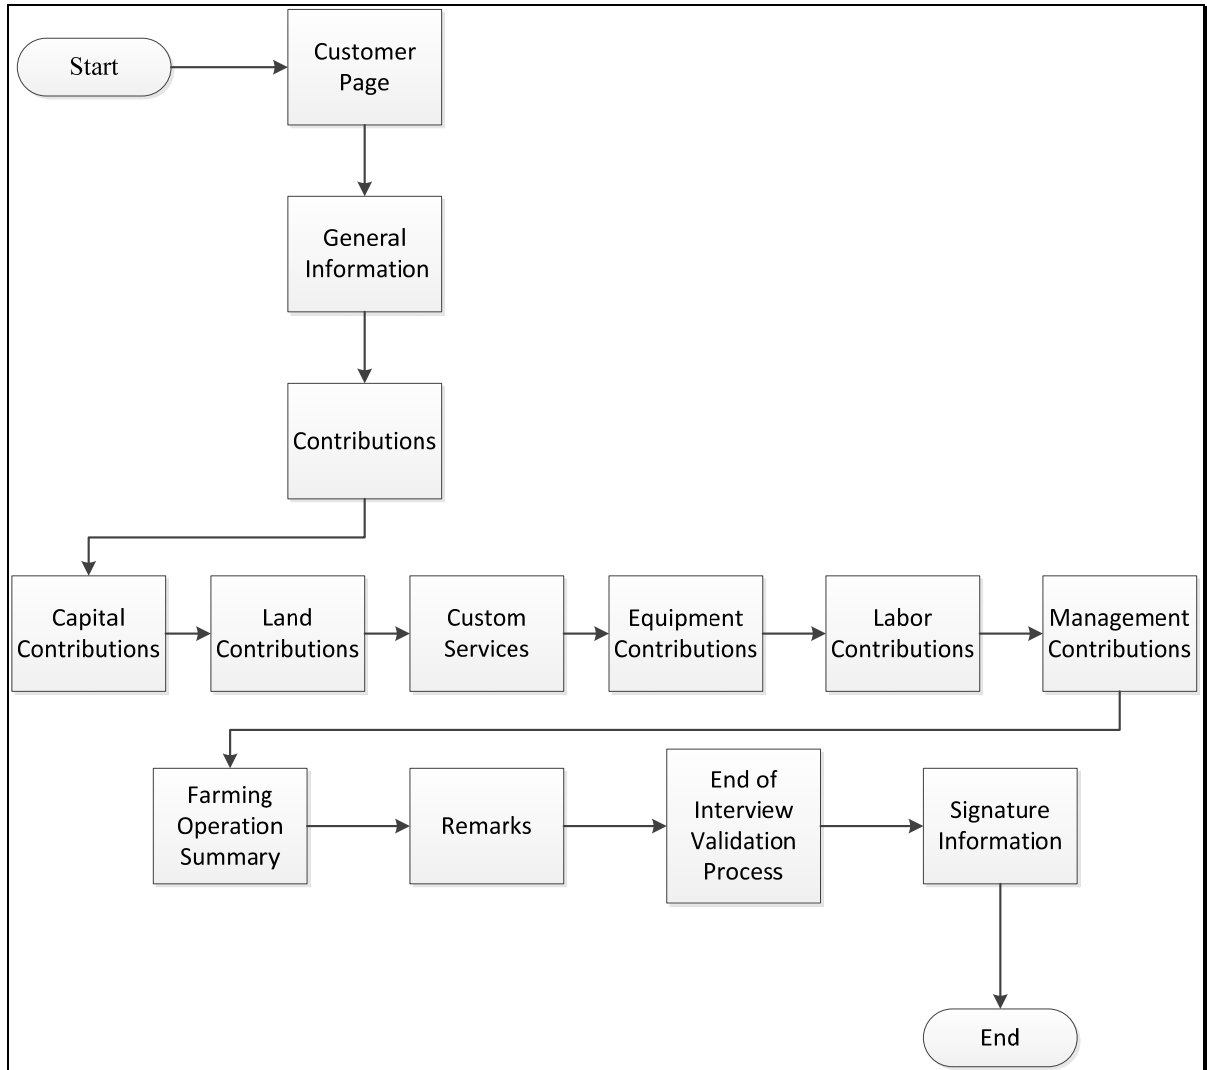 Start
Customer
Page
General
Information
Contributions
Capital
Contributions
Land
Contributions
Custom
Services
Equipment
Contributions
Labor
Contributions
Management
Contributions
Farming
Operation
Summary
Remarks
End of
Interview
Validation
Process
Signature
Information
End